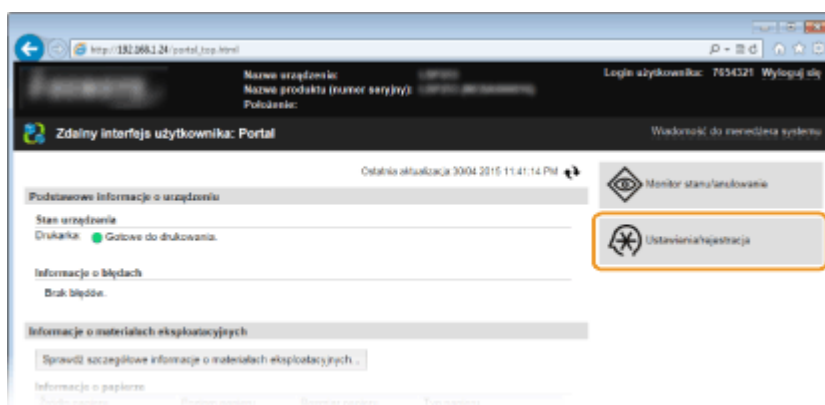 http://192.168.1.24/portal_top.html
Nazwa urządzenia:
Nazwa produktu (numer seryjny):
Położenie:
Login użytkownika: 7654321 Wyloguj się
Zdalny interfejs użytkownika: Portal
Wiadomość do menedżera systemu
Ostatnia aktualizacja 30/04 2015 11:41:14 PM
Monitor stanu/anulowanie
Ustawienia/rejestracja
Podstawowe informacje o urządzeniu
Stan urządzenia
Drukarka: Gotowe do drukowania.
Informacje o błędach
Brak błędów.
Informacje o materiałach eksploatacyjnych
Sprawdź szczegółowe informacje o materiałach eksploatacyjnych...
Informacje o papierze